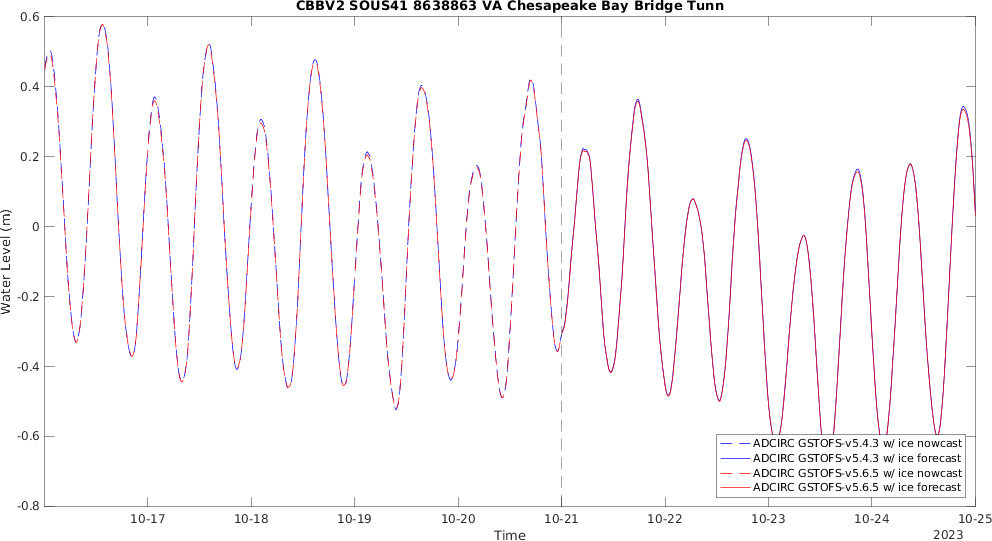 CBBV2 SOUS41 8638863 VA Chesapeake Bay Bridge Tunn
0.6
0.4
0.2
0
-0.2
-0.4
-0.6
-0.8
Water Level (m)
ADCIRC GSTOFS-v5.4.3 w/ ice nowcast
ADCIRC GSTOFS-v5.4.3 w/ ice forecast
ADCIRC GSTOFS-v5.6.5 w/ ice nowcast
ADCIRC GSTOFS-v5.6.5 w/ ice forecast
10-17 10-18 10-19 10-20 10-21 10-22 10-23 10-24 10-25
Time
2023